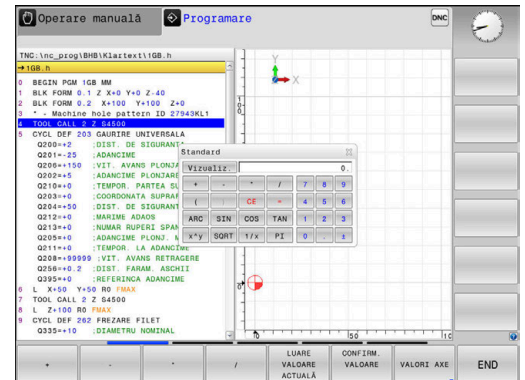 Operare manuală
Programare
DNC
TNC:\nc_prog\BHB\Klartext\1GB.h
→1GB.h
0 BEGIN PGM 1GB MM
1 BLK FORM 0.1 Z X+0 Y+0 Z-40
2 BLK FORM 0.2 X+100 Y+100 Z+0
3 * - Machine hole pattern ID 27943KL1
4 TOOL CALL 2 Z S4500
5 CYCL DEF 203 GAURIRE UNIVERSALA
Q200=+2 ;DIST. DE SIGURANTA
Q201=-25 ;ADANCIME
Q206=+150 ;VIT. AVANS PLONJA
Q202=+5 ;ADANCIME PLONJARE
Q210=+0 ;TEMPOR. PARTEA SU
Q203=+0 ;COORDONATA SUPRAF
Q204=+50 ;DIST. DE SIGURANT
Q212=+0 ;MARIME ADAOS
Q213=+0 ;NUMAR RUPERI SPAN
Q205=+0 ;ADANCIME PLONJ. M
Q211=+0 ;TEMPOR. LA ADANCIME
Q208=+99999 ;VIT. AVANS RETRAGERE
Q256=+0.2 ;DIST. FARAM. ASCHII
Q395=+0 ;REFERINCA ADANCIME
6 L X+50 Y+50 R0 FMAX
7 TOOL CALL 2 Z S4500
8 L Z+100 R0 FMAX
9 CYCL DEF 262 FREZARE FILET
Q335=+10 ;DIAMETRU NOMINAL
Y
X
Standard
Vizualiz. 0.
+ - * / 7 8 9
( ) CE = 4 5 6
ARC SIN COS TAN 1 2 3
x^y SQRT 1/x PI 0 . ±
0
50
+
-
*
/
LUARE VALOARE ACTUALĂ
CONFIRM. VALOARE
VALORI AXE
END